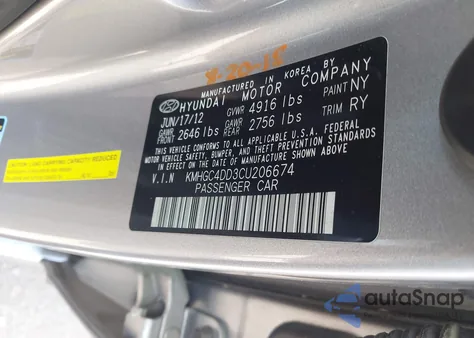 8-20-15
MANUFACTURED IN KOREA BY
HYUNDAI MOTOR COMPANY
JUN/17/12 GVWR 4916 lbs PAINT NY
GAWR FRONT 2646 lbs GAWR REAR 2756 lbs TRIM RY
THIS VEHICLE CONFORMS TO ALL APPLICABLE U.S.A. FEDERAL
MOTOR VEHICLE SAFETY, BUMPER, AND THEFT PREVENTION
STANDARDS IN EFFECT ON THE DATE OF MANUFACTURE
SHOWN ABOVE.
V.I.N KMHGC4DD3CU206674
PASSENGER CAR
autoSnap